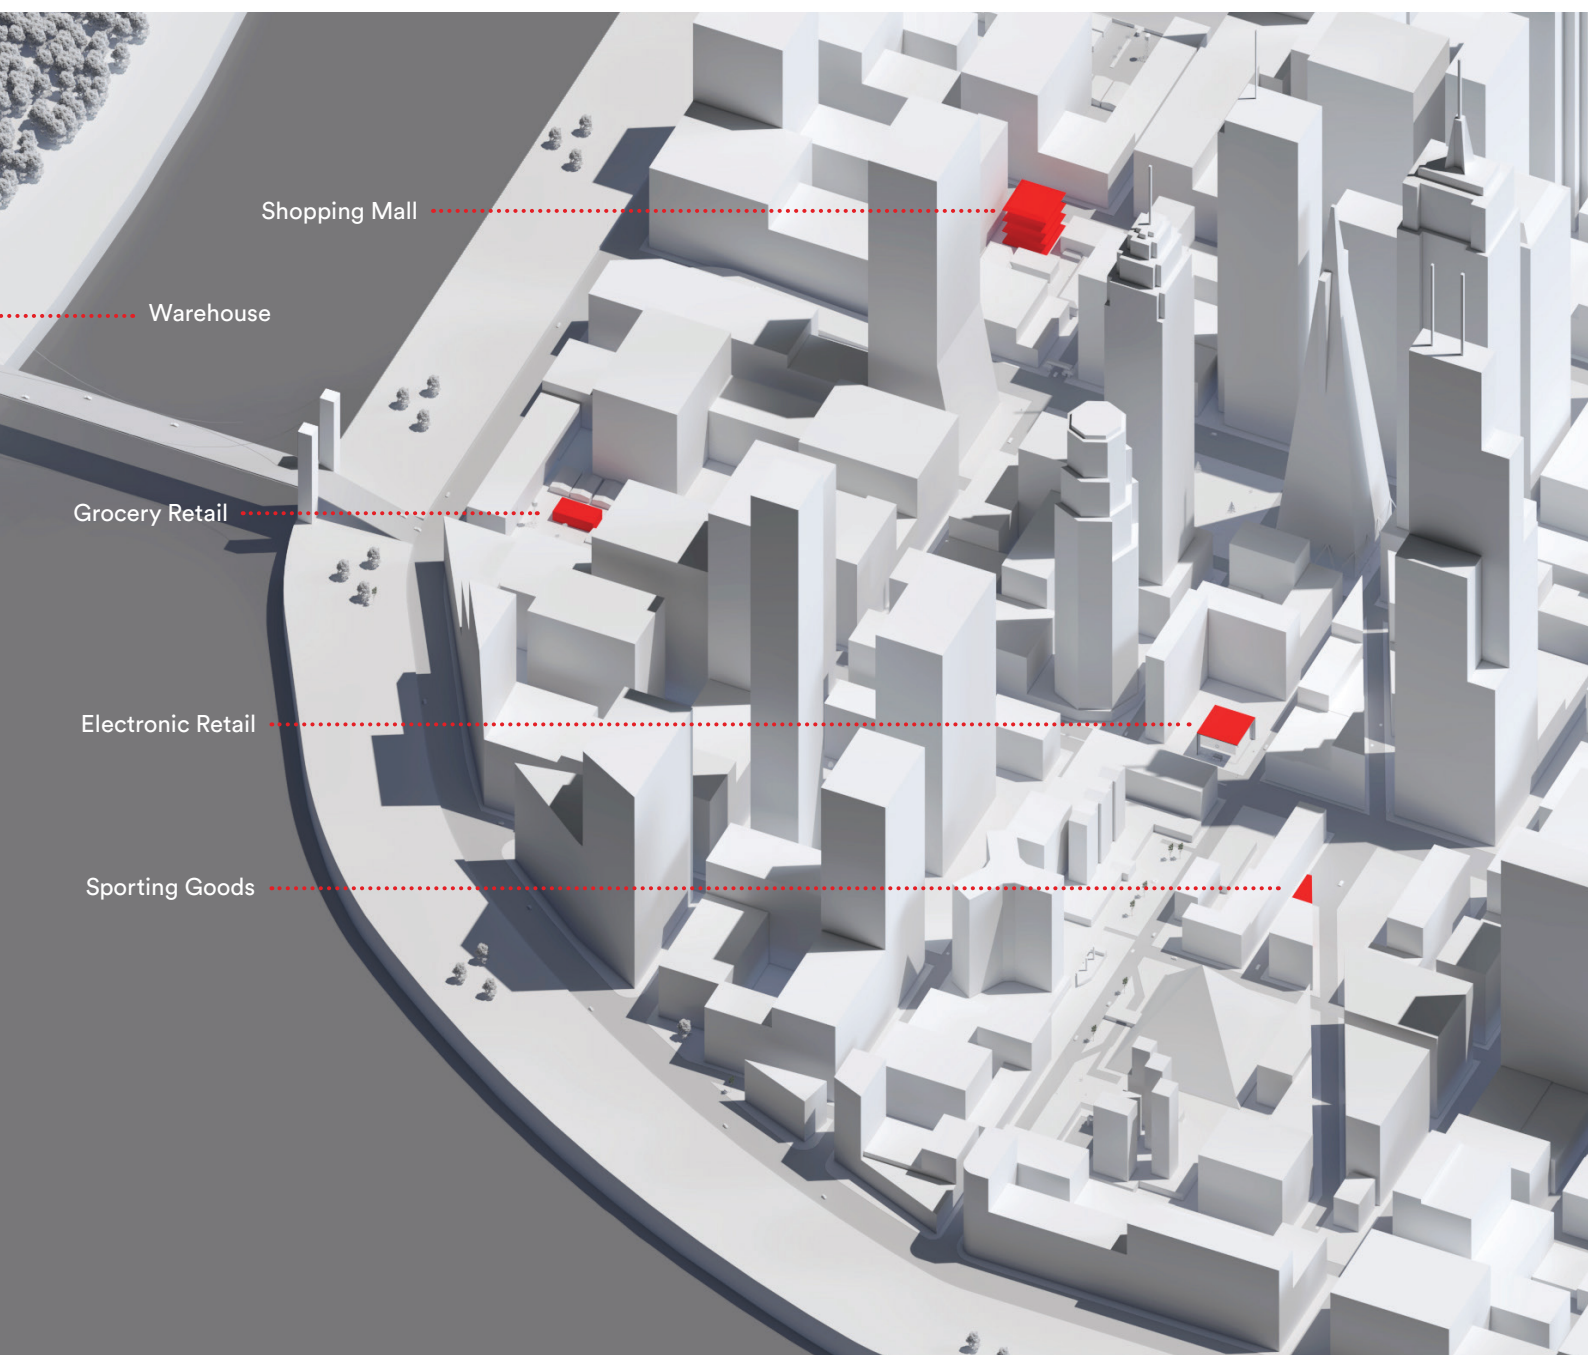 Shopping Mall
Warehouse
Grocery Retail
Electronic Retail
Sporting Goods